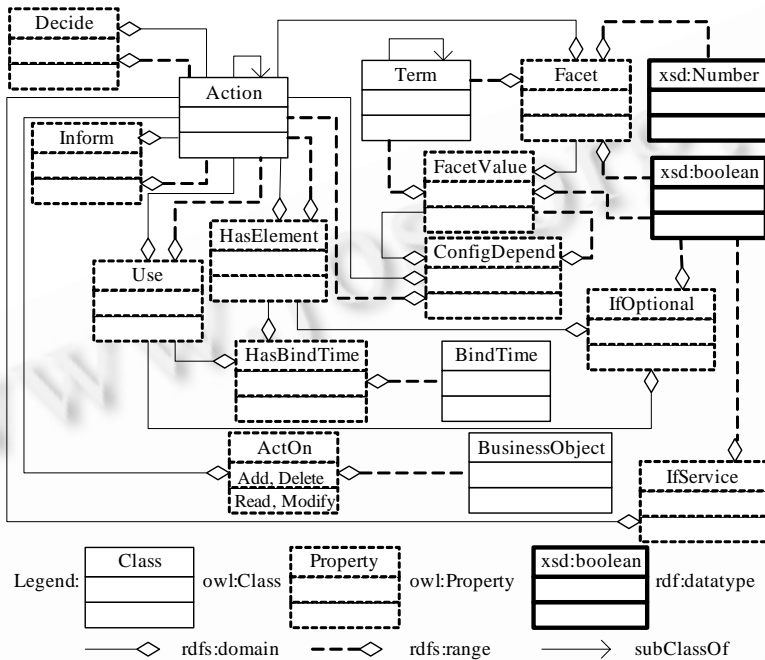 Decide
Action
Term
Facet
xsd:Number
Inform
FacetValue
xsd:boolean
HasElement
ConfigDepend
Use
IfOptional
HasBindTime
BindTime
ActOn
Add, Delete
Read, Modify
BusinessObject
IfService
Legend:
Class
owl:Class
Property
owl:Property
xsd:boolean
rdf:datatype
rdfs:domain
rdfs:range
subClassOf